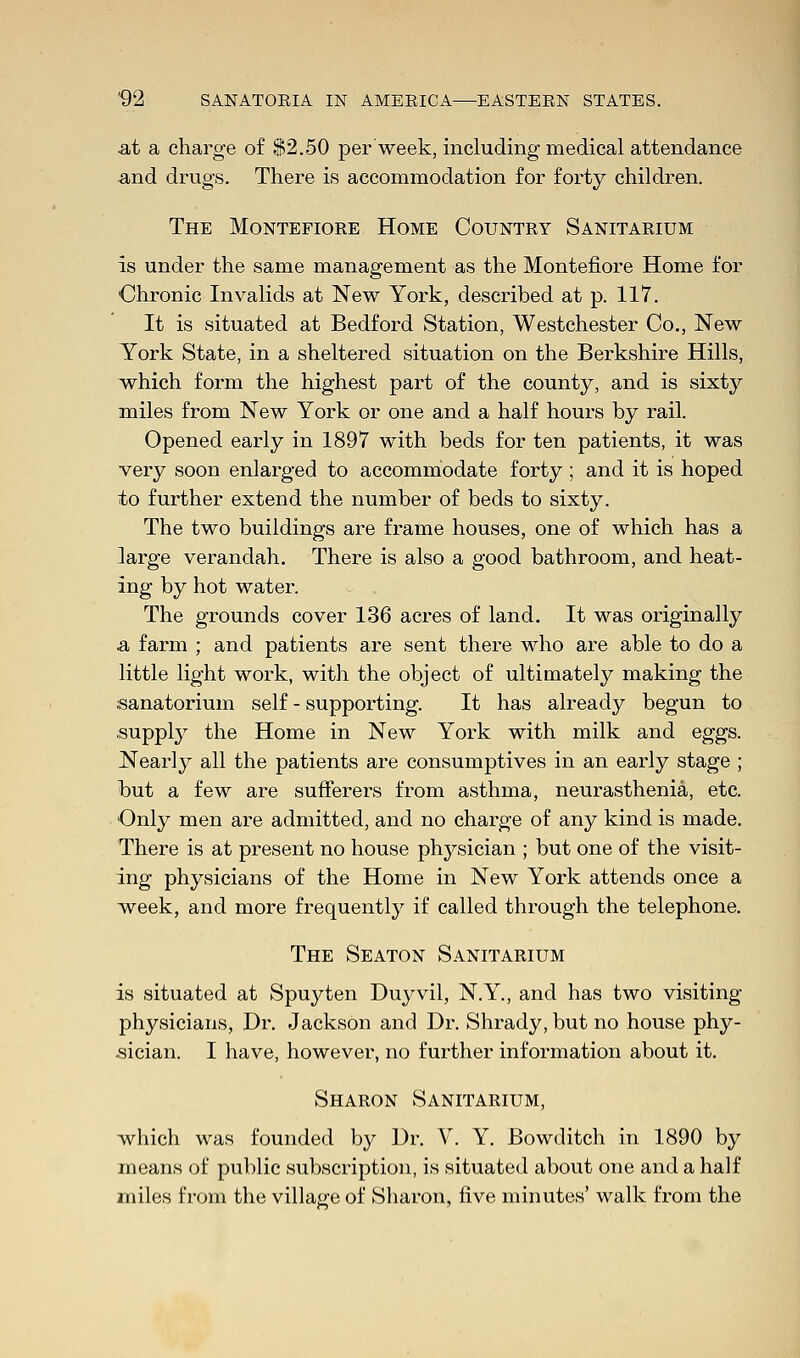 92 SANATORIA IN AMERICA—EASTERN STATES.
at a charge of $2.50 per week, including medical attendance
and drugs. There is accommodation for forty children.
The Montefiore Home Country Sanitarium
is under the same management as the Montefiore Home for
Chronic Invalids at New York, described at p. 117.
It is situated at Bedford Station, Westchester Co., New
York State, in a sheltered situation on the Berkshire Hills,
which form the highest part of the county, and is sixty
miles from New York or one and a half hours by rail.
Opened early in 1897 with beds for ten patients, it was
very soon enlarged to accommodate forty; and it is hoped
to further extend the number of beds to sixty.
The two buildings are frame houses, one of which has a
large verandah. There is also a good bathroom, and heat-
ing by hot water.
The grounds cover 136 acres of land. It was originally
a farm ; and patients are sent there who are able to do a
little light work, with the object of ultimately making the
sanatorium self-supporting. It has already begun to
supply the Home in New York with milk and eggs.
Nearly all the patients are consumptives in an early stage ;
but a few are sufferers from asthma, neurasthenia, etc.
Only men are admitted, and no charge of any kind is made.
There is at present no house physician ; but one of the visit-
ing physicians of the Home in New York attends once a
week, and more frequently if called through the telephone.
The Seaton Sanitarium
is situated at Spuyten Duyvil, N.Y., and has two visiting
physicians, Dr. Jackson and Dr. Shrady, but no house phy-
sician. I have, however, no further information about it.
Sharon Sanitarium,
which was founded by Dr. V. Y. Bowditch in 1890 by
means of public subscription, is situated about one and a half
miles from the village of Sharon, five minutes' walk from the